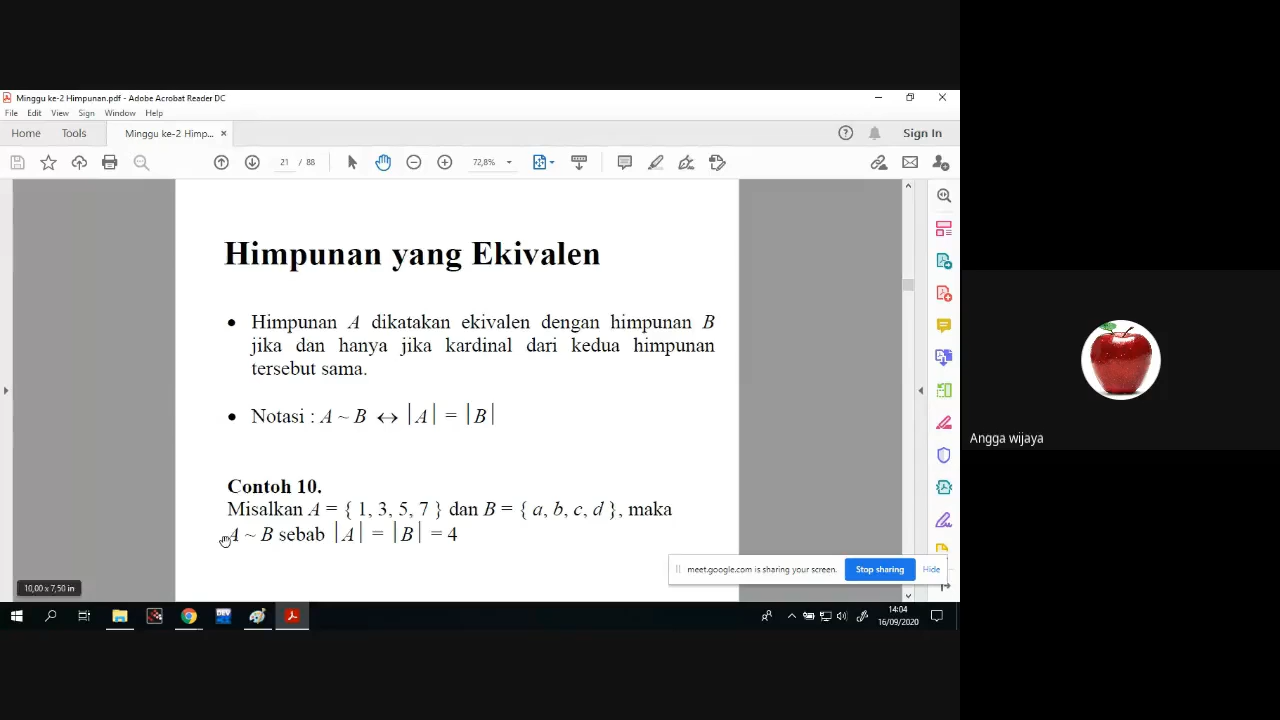 Minggu ke-2 Himpunan.pdf - Adobe Acrobat Reader DC
File Edit View Sign Window Help
Home Tools Minggu ke-2 Himp... × Sign In
21 / 88 72,8%
Himpunan yang Ekivalen
• Himpunan A dikatakan ekivalen dengan himpunan B
jika dan hanya jika kardinal dari kedua himpunan
tersebut sama.
• Notasi : A ~ B ↔ |A| = |B|
Contoh 10.
Misalkan A = { 1, 3, 5, 7 } dan B = { a, b, c, d }, maka
A ~ B sebab |A| = |B| = 4
meet.google.com is sharing your screen. Stop sharing Hide
10,00 x 7,50 in
DEV
14:04
16/09/2020
Angga wijaya